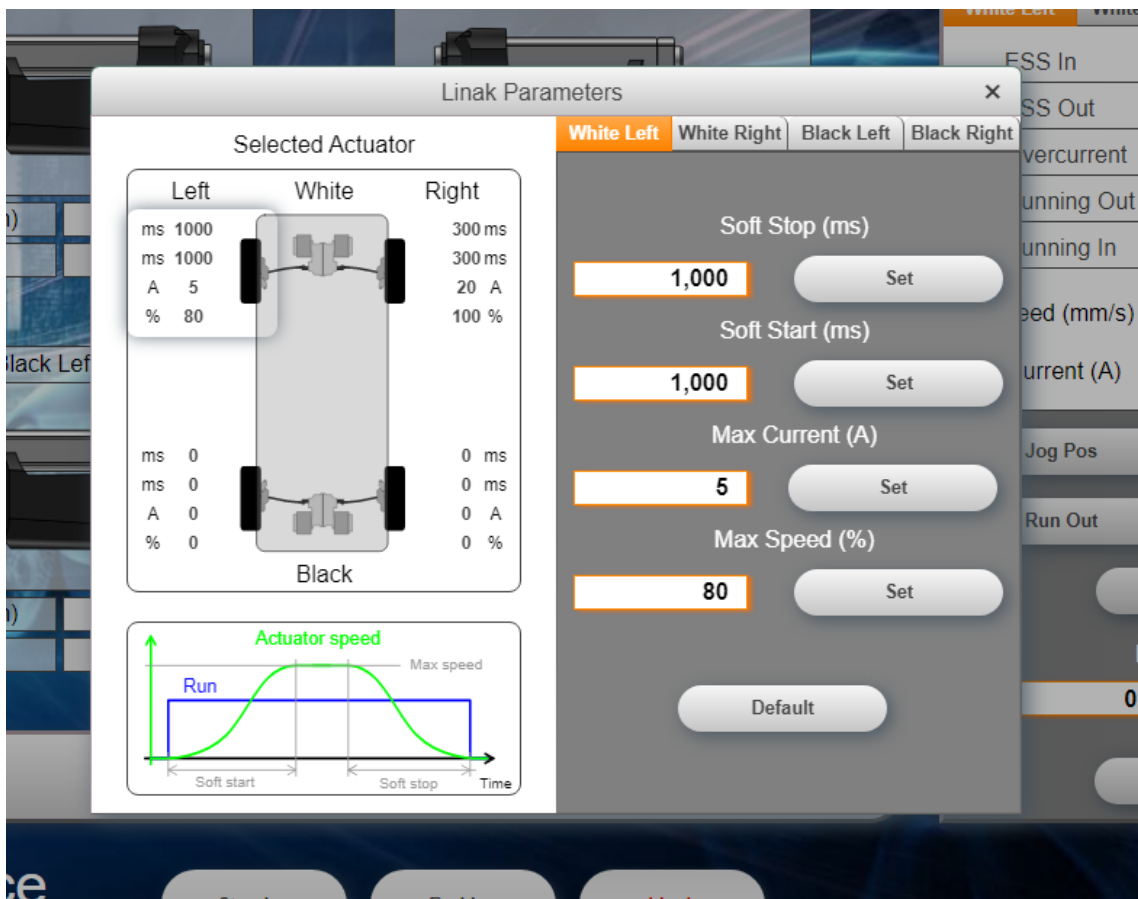 White Left
ESS In
Linak Parameters
×
SS Out
Selected Actuator
White Left White Right Black Left Black Right
vercurrent
Left White Right
unning Out
ms 1000 300 ms
Soft Stop (ms)
ms 1000 300 ms
unning In
A 5 20 A
1,000 Set
% 80 100 %
eed (mm/s)
Soft Start (ms)
lack Lef
urrent (A)
1,000 Set
Max Current (A)
ms 0 0 ms
Jog Pos
ms 0 0 ms
5 Set
A 0 0 A
Run Out
% 0 0 %
Max Speed (%)
Black
80 Set
Actuator speed
Max speed
Run
0
Default
Soft start Soft stop Time
ce